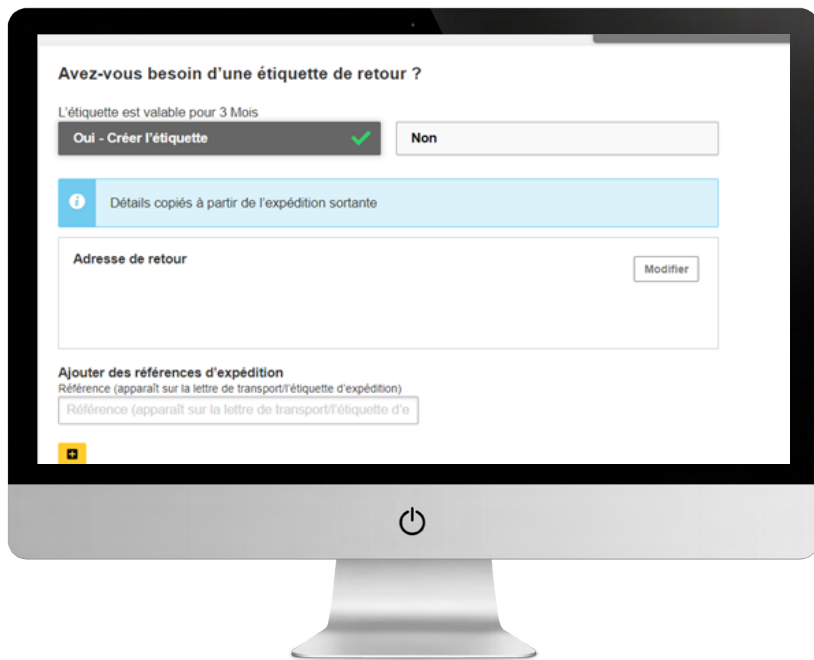 Avez-vous besoin d’une étiquette de retour ?
L’étiquette est valable pour 3 Mois
Oui - Créer l’étiquette
Non
Détails copiés à partir de l’expédition sortante
Adresse de retour
Modifier
Ajouter des références d’expédition
Référence (apparaît sur la lettre de transport/l’étiquette d’expédition)
Référence (apparaît sur la lettre de transport/l’étiquette d’e